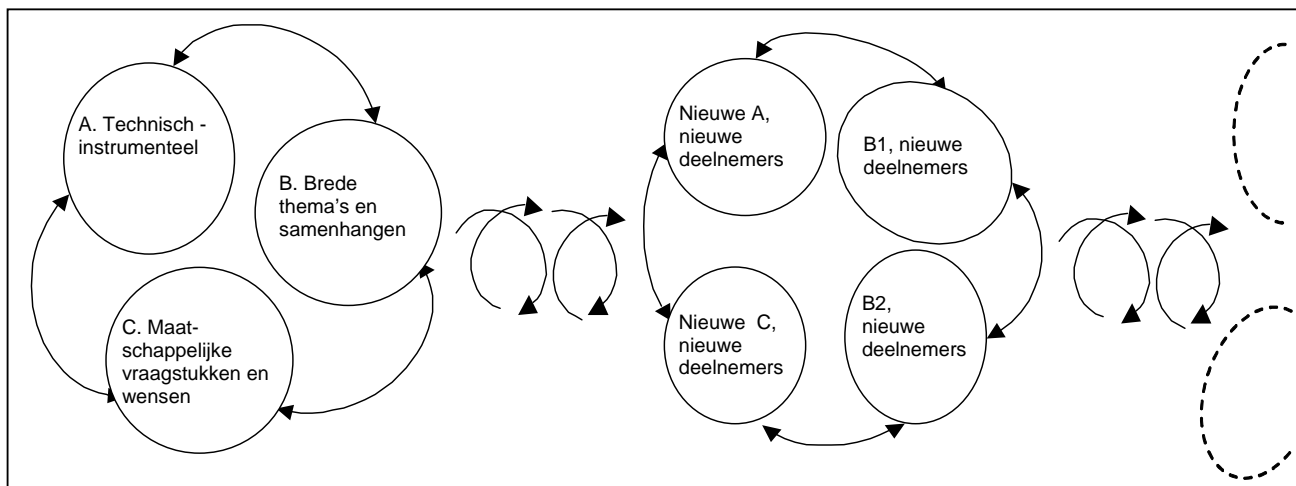 A. Technisch -
instrumenteel
B. Brede
thema's en
samenhangen
C. Maat-
schappelijke
vraagstukken en
wensen
Nieuwe A,
nieuwe
deelnemers
B1, nieuwe
deelnemers
Nieuwe C,
nieuwe
deelnemers
B2,
nieuwe
deelnemers